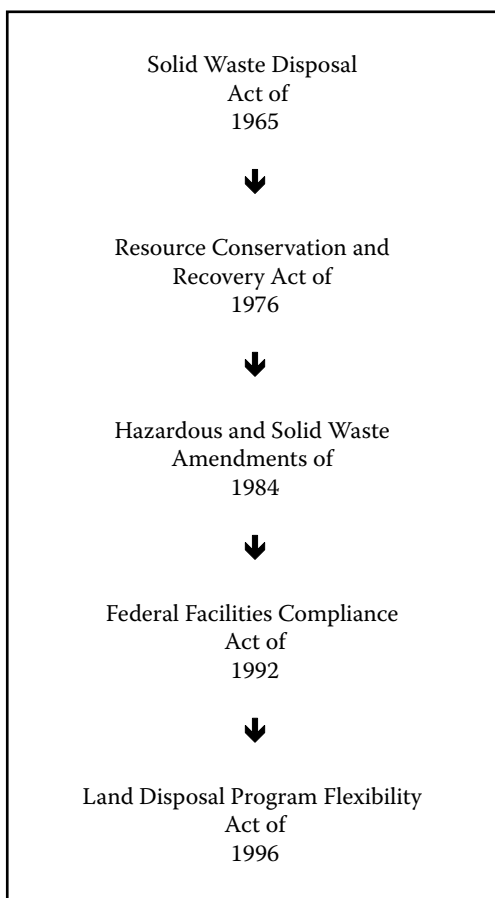 Solid Waste Disposal
Act of
1965
Resource Conservation and
Recovery Act of
1976
Hazardous and Solid Waste
Amendments of
1984
Federal Facilities Compliance
Act of
1992
Land Disposal Program Flexibility
Act of
1996